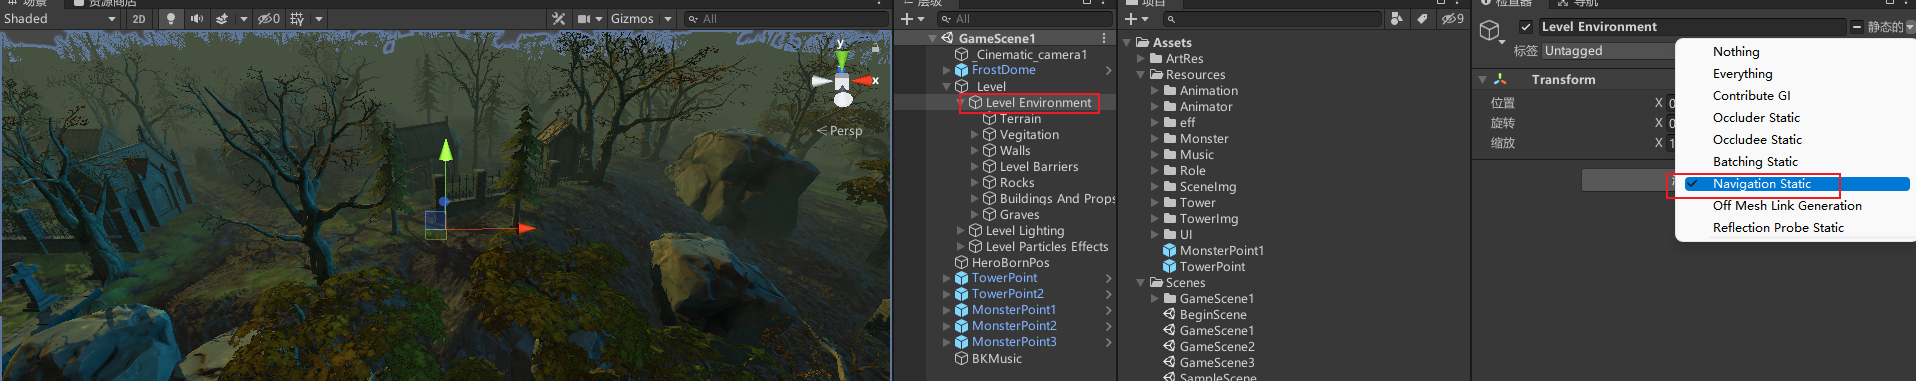 场景
资源商店
Shaded
2D
0
Gizmos
All
y
x
Persp
层级
All
GameScene1
_Cinematic_camera1
FrostDome
Level
Level Environment
Terrain
Vegitation
Walls
Level Barriers
Rocks
Buildings And Props
Graves
Level Lighting
Level Particles Effects
HeroBornPos
TowerPoint
TowerPoint2
MonsterPoint1
MonsterPoint2
MonsterPoint3
BKMusic
项目
9
Assets
ArtRes
Resources
Animation
Animator
eff
Monster
Music
Role
SceneImg
Tower
TowerImg
UI
MonsterPoint1
TowerPoint
Scenes
GameScene1
BeginScene
GameScene1
GameScene2
GameScene3
SampleScene
检查器
导航
Level Environment
静态的
标签 Untagged
Transform
位置 X 0
旋转 X 0
缩放 X 1
Nothing
Everything
Contribute GI
Occluder Static
Occludee Static
Batching Static
Navigation Static
Off Mesh Link Generation
Reflection Probe Static